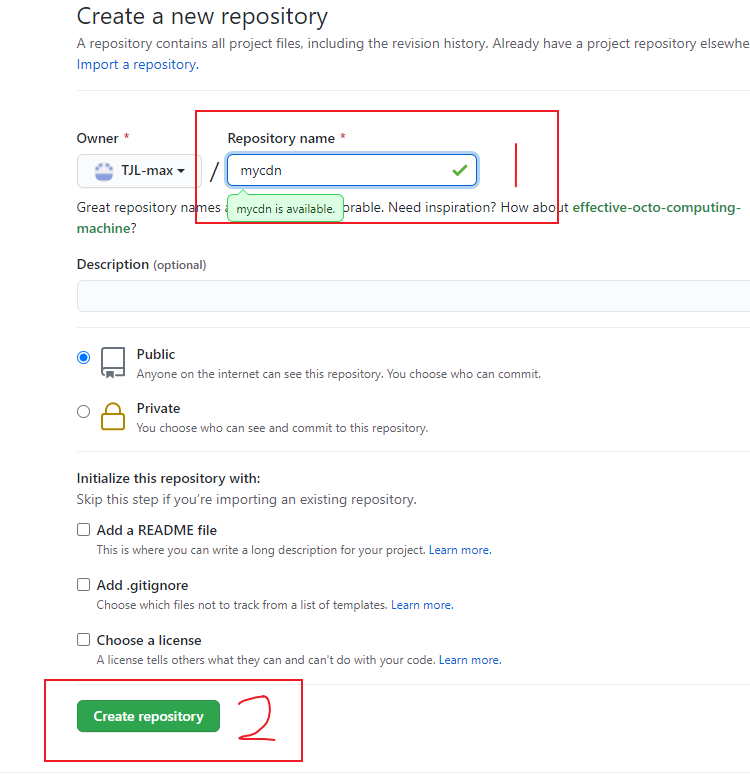 Create a new repository
A repository contains all project files, including the revision history. Already have a project repository elsewhe
Import a repository.
Owner * Repository name *
TJL-max / mycdn 1
Great repository names a orable. Need inspiration? How about effective-octo-computing-
mycdn is available.
machine?
Description (optional)
Public
Anyone on the internet can see this repository. You choose who can commit.
Private
You choose who can see and commit to this repository.
Initialize this repository with:
Skip this step if you're importing an existing repository.
Add a README file
This is where you can write a long description for your project. Learn more.
Add .gitignore
Choose which files not to track from a list of templates. Learn more.
Choose a license
A license tells others what they can and can't do with your code. Learn more.
Create repository 2